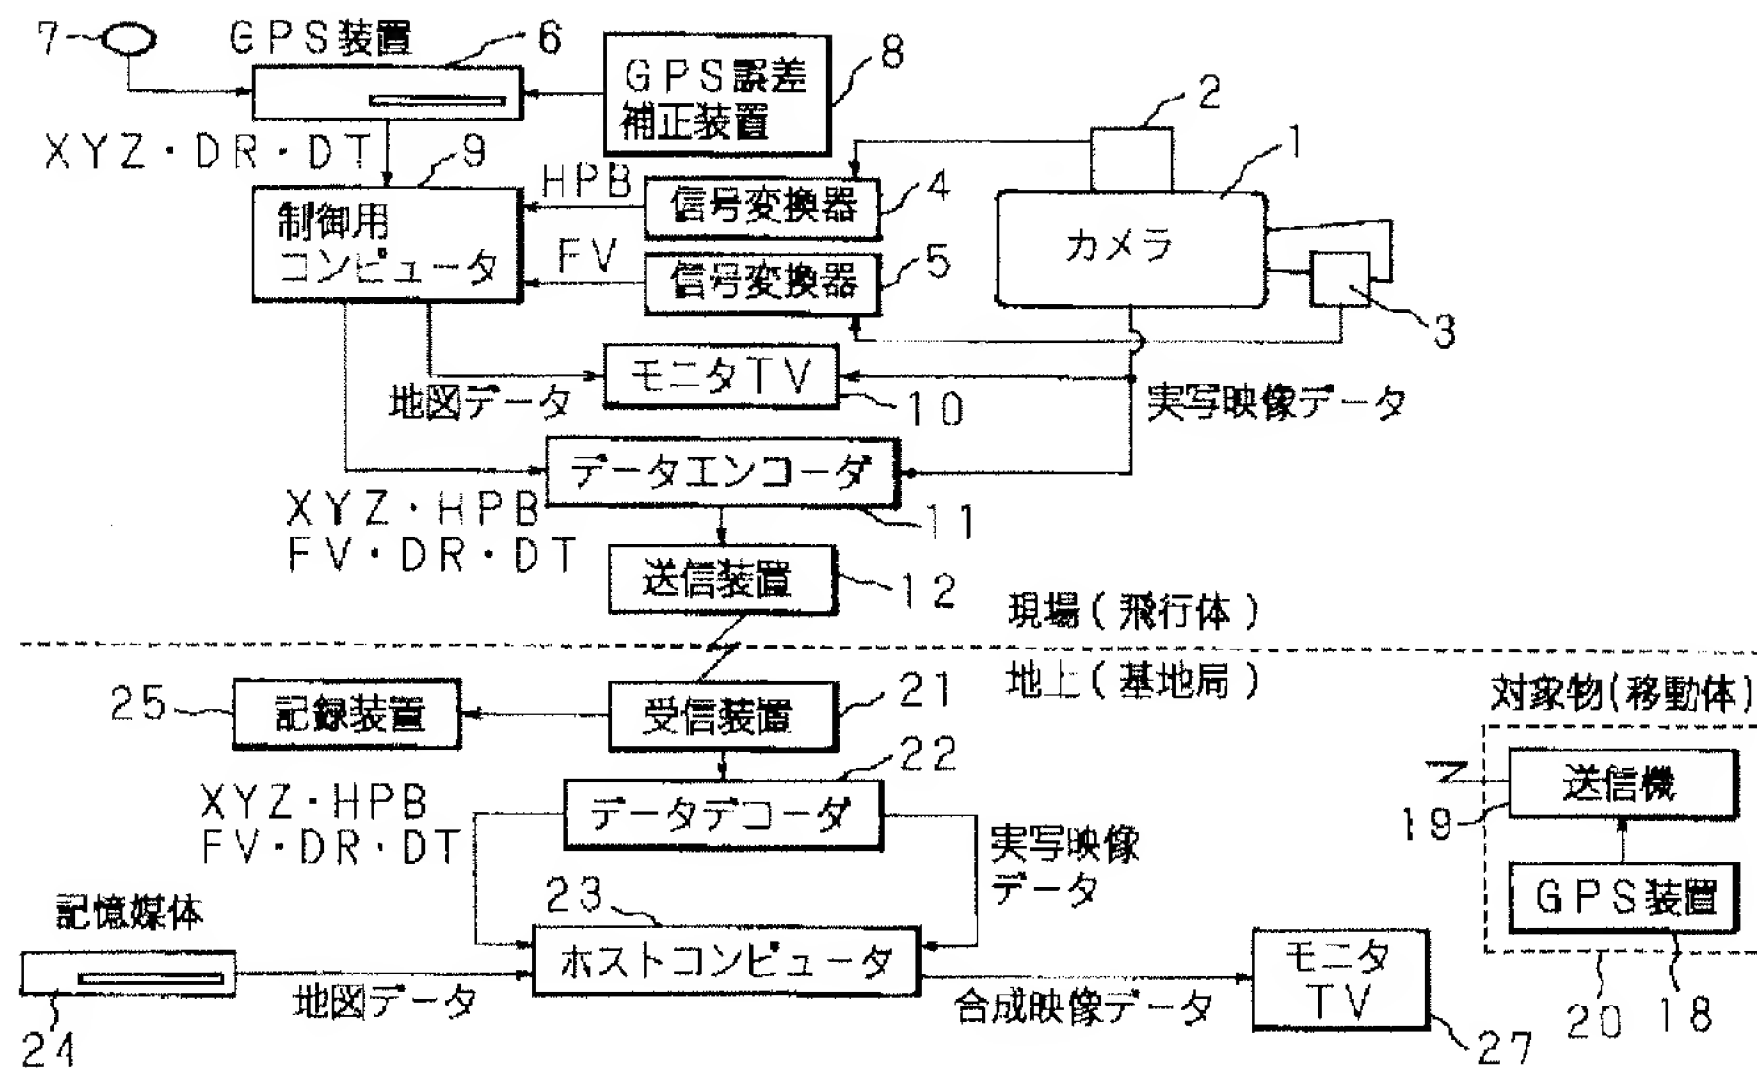 7
GPS装置
6
GPS誤差
補正装置
8
2
XYZ・DR・DT
9
HPB
信号変換器
4
1
制御用
コンピュータ
カメラ
FV
信号変換器
5
3
モニタTV
地図データ
10
実写映像データ
データエンコーダ
XYZ・HPB
FV・DR・DT
11
送信装置
12
現場(飛行体)
地上(基地局)
対象物(移動体)
25
記録装置
受信装置
21
22
送信機
19
XYZ・HPB
FV・DR・DT
データデコーダ
実写映像
データ
GPS装置
記憶媒体
23
ホストコンピュータ
モニタ
TV
地図データ
合成映像データ
24
27
20
18